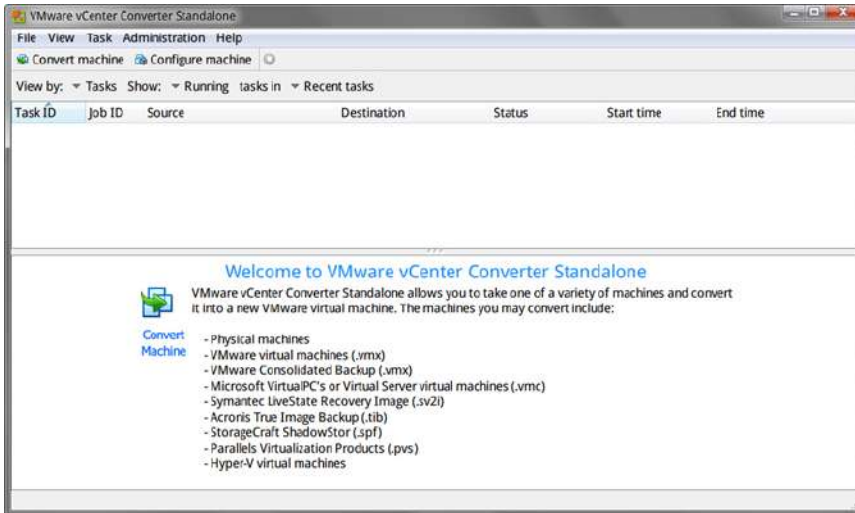 VMware vCenter Converter Standalone
File View Task Administration Help
Convert machine Configure machine
View by: Tasks Show: Running tasks in Recent tasks
Task ID Job ID Source Destination Status Start time End time
Welcome to VMware vCenter Converter Standalone
VMware vCenter Converter Standalone allows you to take one of a variety of machines and convert
it into a new VMware virtual machine. The machines you may convert include:
Convert
Machine
- Physical machines
- VMware virtual machines (.vmx)
- VMware Consolidated Backup (.vmx)
- Microsoft VirtualPC's or Virtual Server virtual machines (.vmc)
- Symantec LiveState Recovery Image (.sv2i)
- Acronis True Image Backup (.tib)
- StorageCraft ShadowStor (.spf)
- Parallels Virtualization Products (.pvs)
- Hyper-V virtual machines